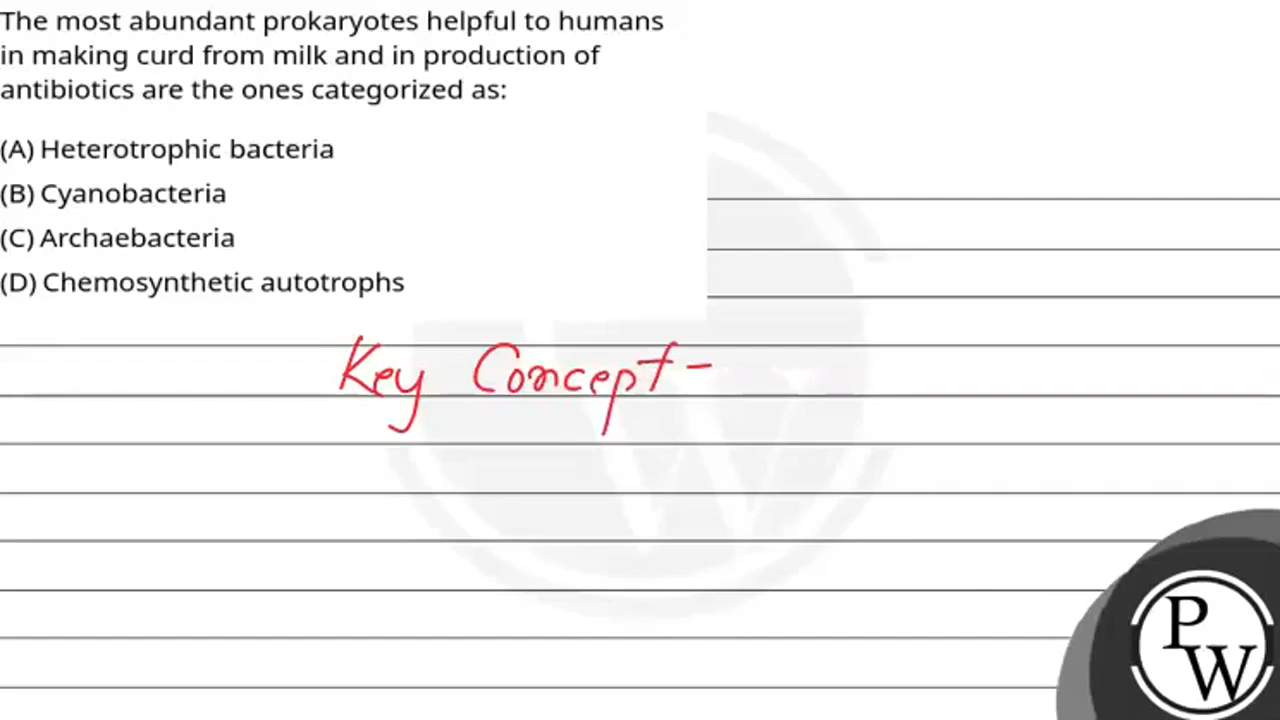 The most abundant prokaryotes helpful to humans
in making curd from milk and in production of
antibiotics are the ones categorized as:
(A) Heterotrophic bacteria
(B) Cyanobacteria
(C) Archaebacteria
(D) Chemosynthetic autotrophs
Key Concept -
P
W